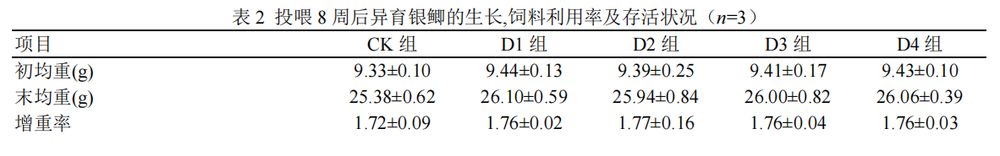 表 2 投喂 8 周后异育银鲫的生长,饲料利用率及存活状况（n=3）
项目 CK 组 D1 组 D2 组 D3 组 D4 组
初均重(g) 9.33±0.10 9.44±0.13 9.39±0.25 9.41±0.17 9.43±0.10
末均重(g) 25.38±0.62 26.10±0.59 25.94±0.84 26.00±0.82 26.06±0.39
增重率 1.72±0.09 1.76±0.02 1.77±0.16 1.76±0.04 1.76±0.03